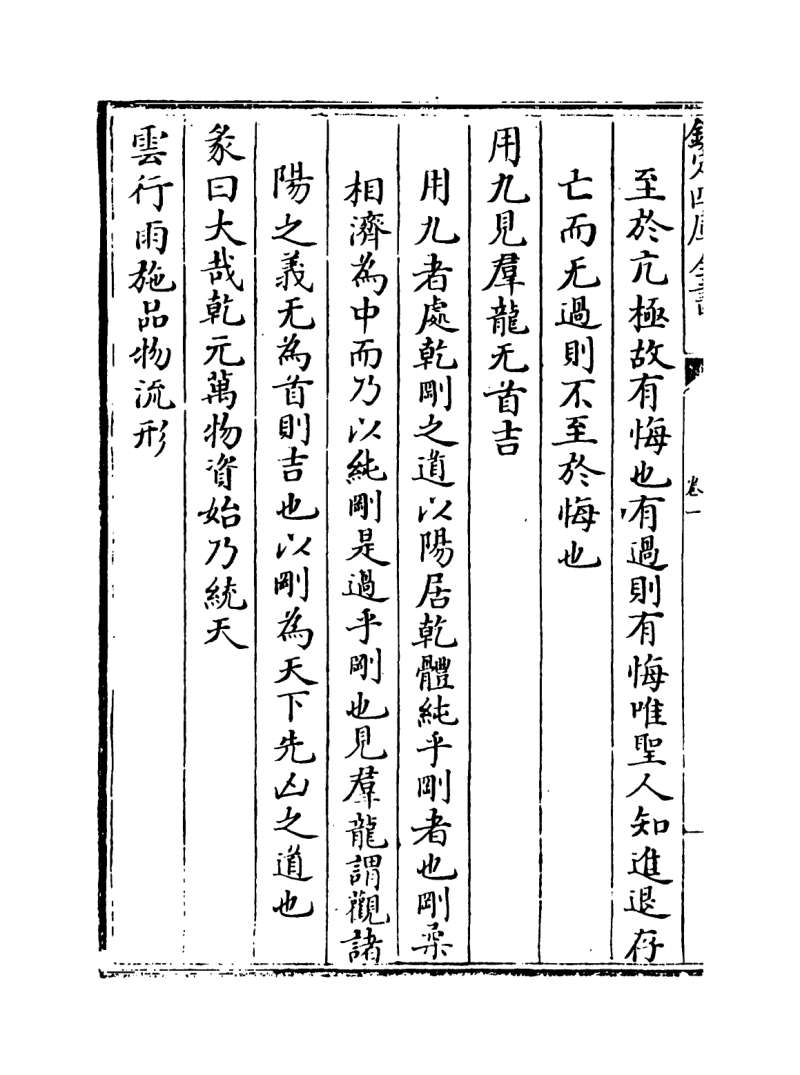 欽定四庫全書
卷一
至於亢極故有悔也有過則有悔唯聖人知進退存
亡而无過則不至於悔也
用九見羣龍无首吉
用九者處乾剛之道以陽居乾體純乎剛者也剛柔
相濟為中而乃以純剛是過乎剛也見羣龍謂觀諸
陽之義无為首則吉也以剛為天下先凶之道也
彖曰大哉乾元萬物資始乃統天
雲行雨施品物流形